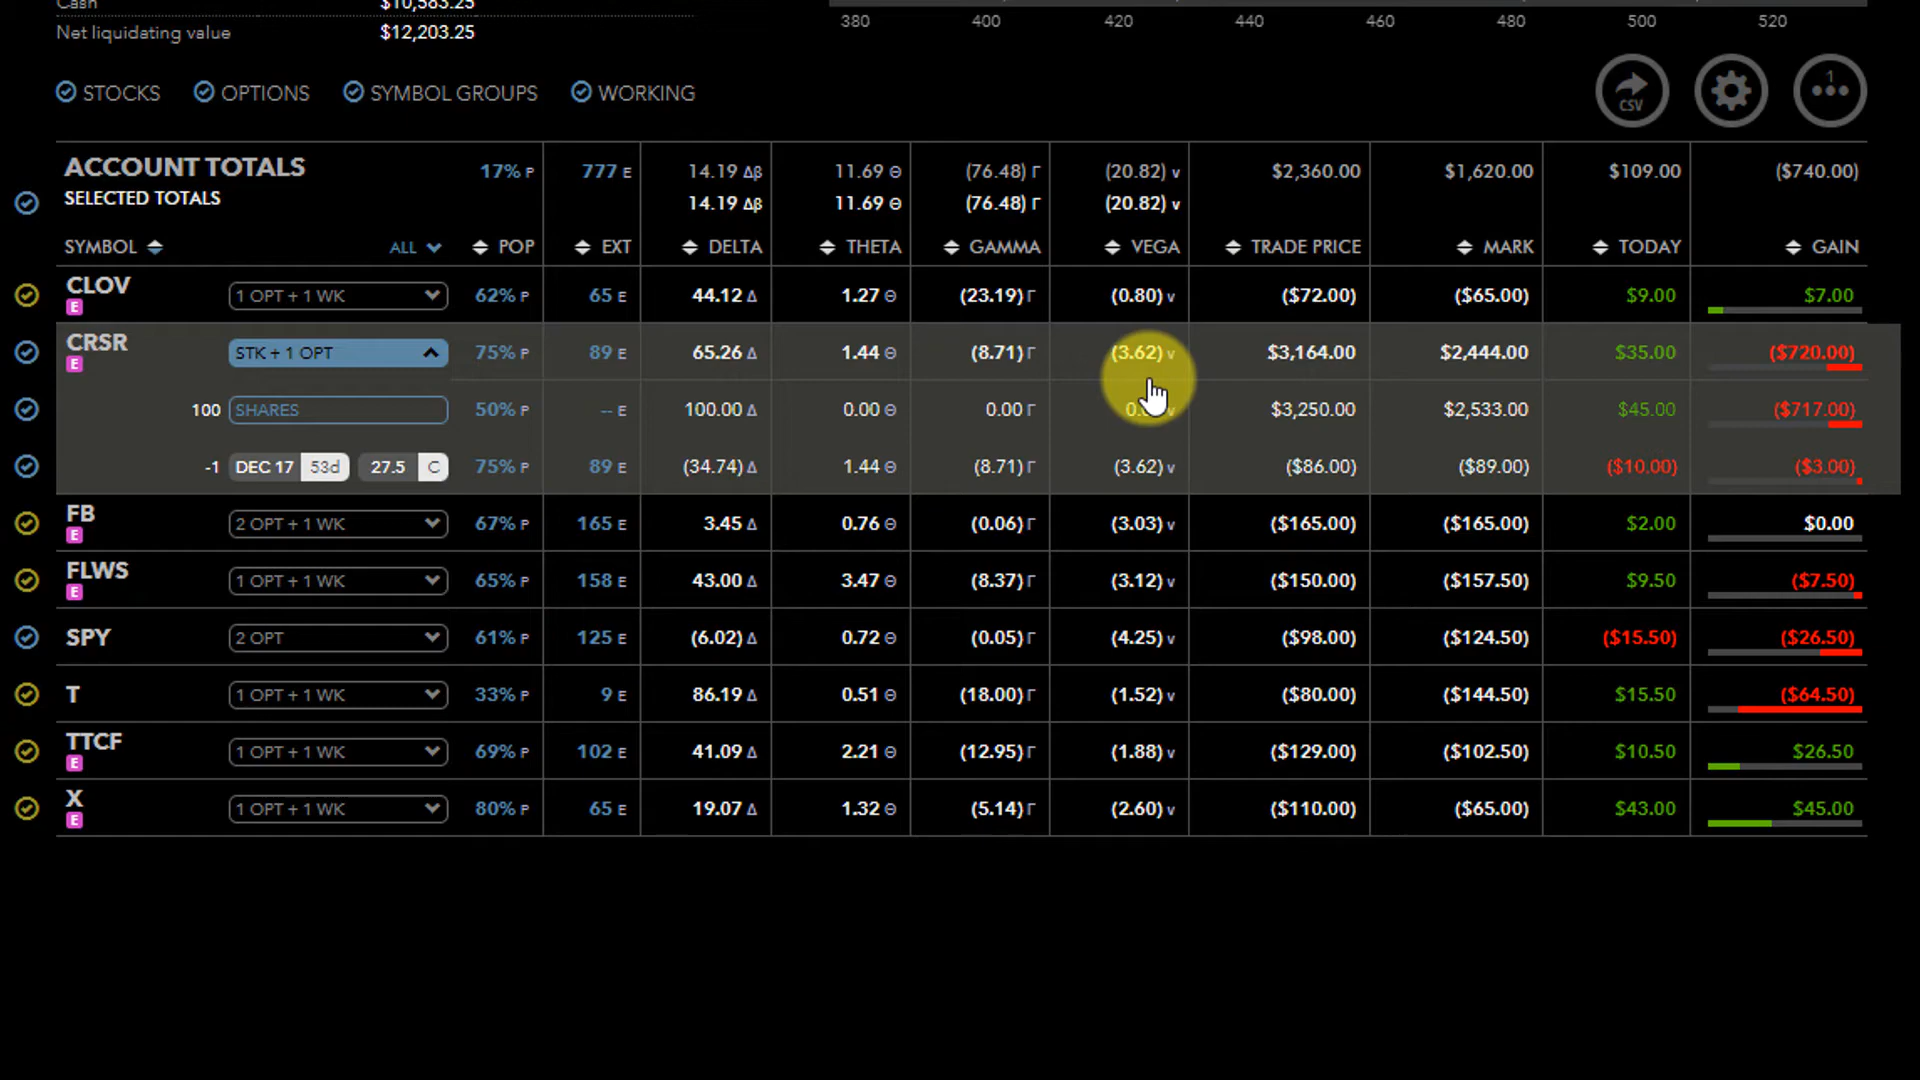 Cash $10,583.25
Net liquidating value $12,203.25
380 400 420 440 460 480 500 520
STOCKS OPTIONS SYMBOL GROUPS WORKING
CSV 1
ACCOUNT TOTALS 17% P 777 E 14.19 Δβ 11.69 Θ (76.48) Γ (20.82) v $2,360.00 $1,620.00 $109.00 ($740.00)
SELECTED TOTALS 14.19 Δβ 11.69 Θ (76.48) Γ (20.82) v
SYMBOL ALL POP EXT DELTA THETA GAMMA VEGA TRADE PRICE MARK TODAY GAIN
CLOV 1 OPT + 1 WK 62% P 65 E 44.12 Δ 1.27 Θ (23.19) Γ (0.80) v ($72.00) ($65.00) $9.00 $7.00
E
CRSR STK + 1 OPT 75% P 89 E 65.26 Δ 1.44 Θ (8.71) Γ (3.62) v $3,164.00 $2,444.00 $35.00 ($720.00)
E
100 SHARES 50% P -- E 100.00 Δ 0.00 Θ 0.00 Γ v $3,250.00 $2,533.00 $45.00 ($717.00)
-1 DEC 17 53d 27.5 C 75% P 89 E (34.74) Δ 1.44 Θ (8.71) Γ (3.62) v ($86.00) ($89.00) ($10.00) ($3.00)
FB 2 OPT + 1 WK 67% P 165 E 3.45 Δ 0.76 Θ (0.06) Γ (3.03) v ($165.00) ($165.00) $2.00 $0.00
E
FLWS 1 OPT + 1 WK 65% P 158 E 43.00 Δ 3.47 Θ (8.37) Γ (3.12) v ($150.00) ($157.50) $9.50 ($7.50)
E
SPY 2 OPT 61% P 125 E (6.02) Δ 0.72 Θ (0.05) Γ (4.25) v ($98.00) ($124.50) ($15.50) ($26.50)
T 1 OPT + 1 WK 33% P 9 E 86.19 Δ 0.51 Θ (18.00) Γ (1.52) v ($80.00) ($144.50) $15.50 ($64.50)
TTCF 1 OPT + 1 WK 69% P 102 E 41.09 Δ 2.21 Θ (12.95) Γ (1.88) v ($129.00) ($102.50) $10.50 $26.50
E
X 1 OPT + 1 WK 80% P 65 E 19.07 Δ 1.32 Θ (5.14) Γ (2.60) v ($110.00) ($65.00) $43.00 $45.00
E